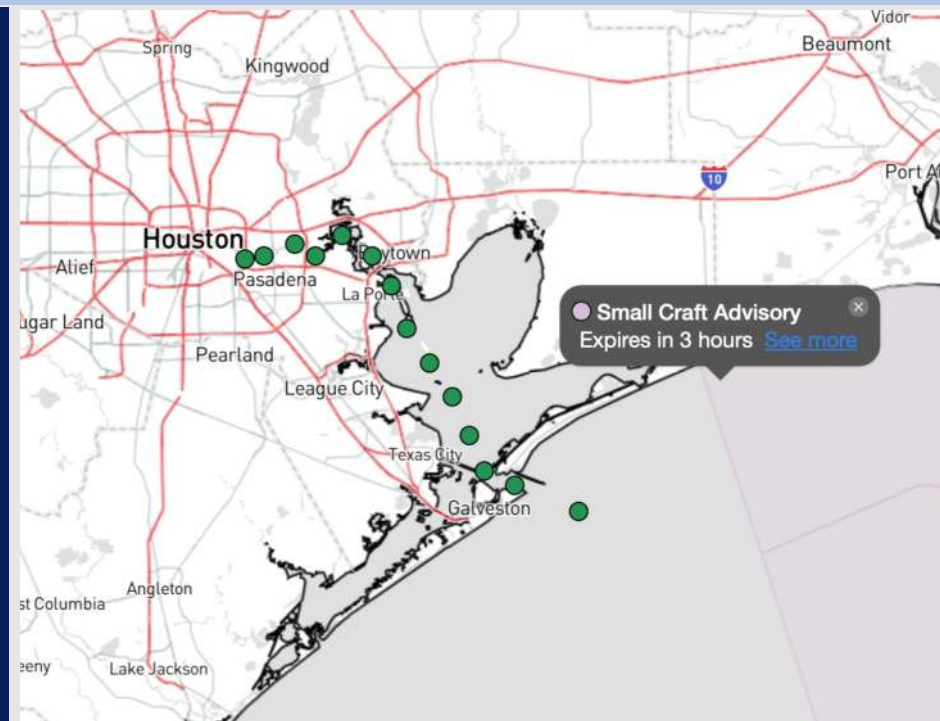 Vidor
Spring
Beaumont
Kingwood
10
Port A
Houston
Baytown
Alief
Pasadena
La Porte
ugar Land
Small Craft Advisory
Expires in 3 hours See more
Pearland
League City
Texas City
Galveston
Angleton
st Columbia
eeny
Lake Jackson